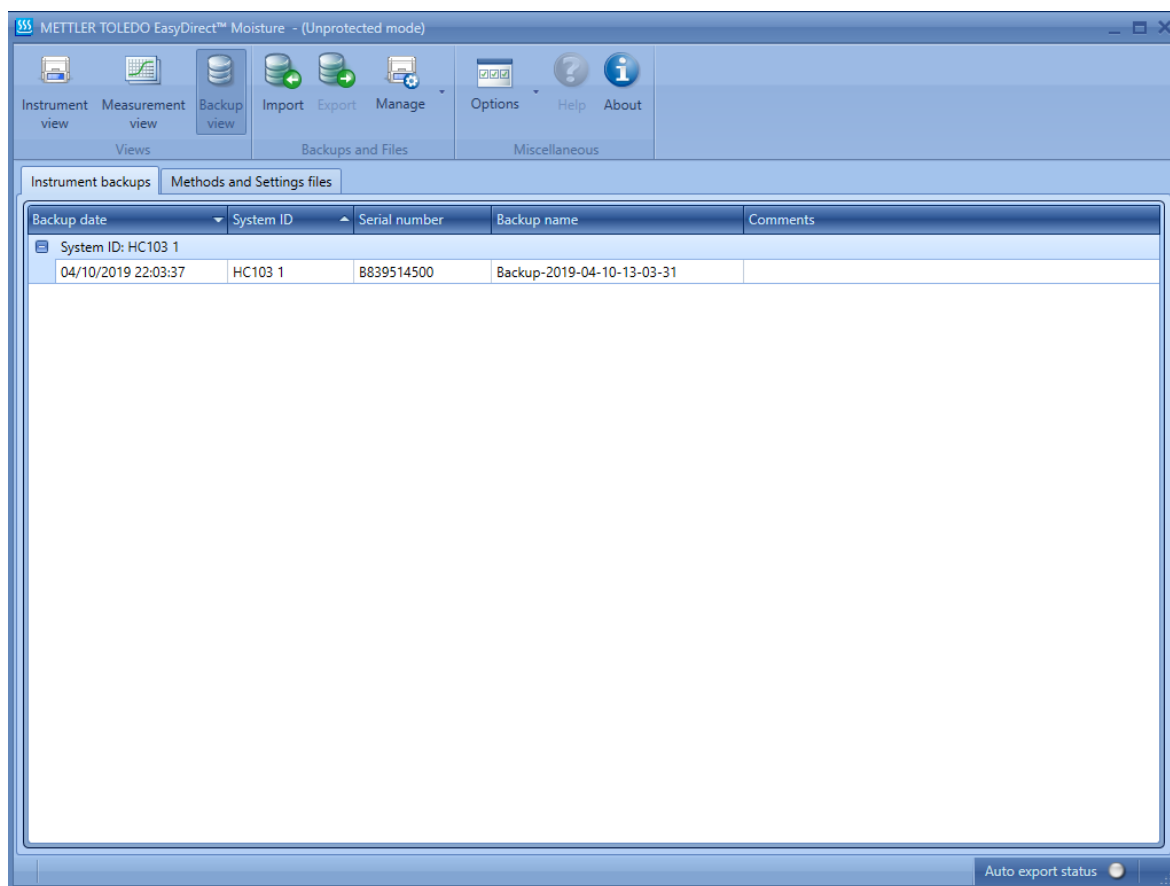 METTLER TOLEDO EasyDirect™ Moisture - (Unprotected mode)
Instrument view
Measurement view
Backup view
Import
Export
Manage
Options
Help
About
Views
Backups and Files
Miscellaneous
Instrument backups
Methods and Settings files
Backup date System ID Serial number Backup name Comments
System ID: HC103 1
04/10/2019 22:03:37 HC103 1 B839514500 Backup-2019-04-10-13-03-31
Auto export status